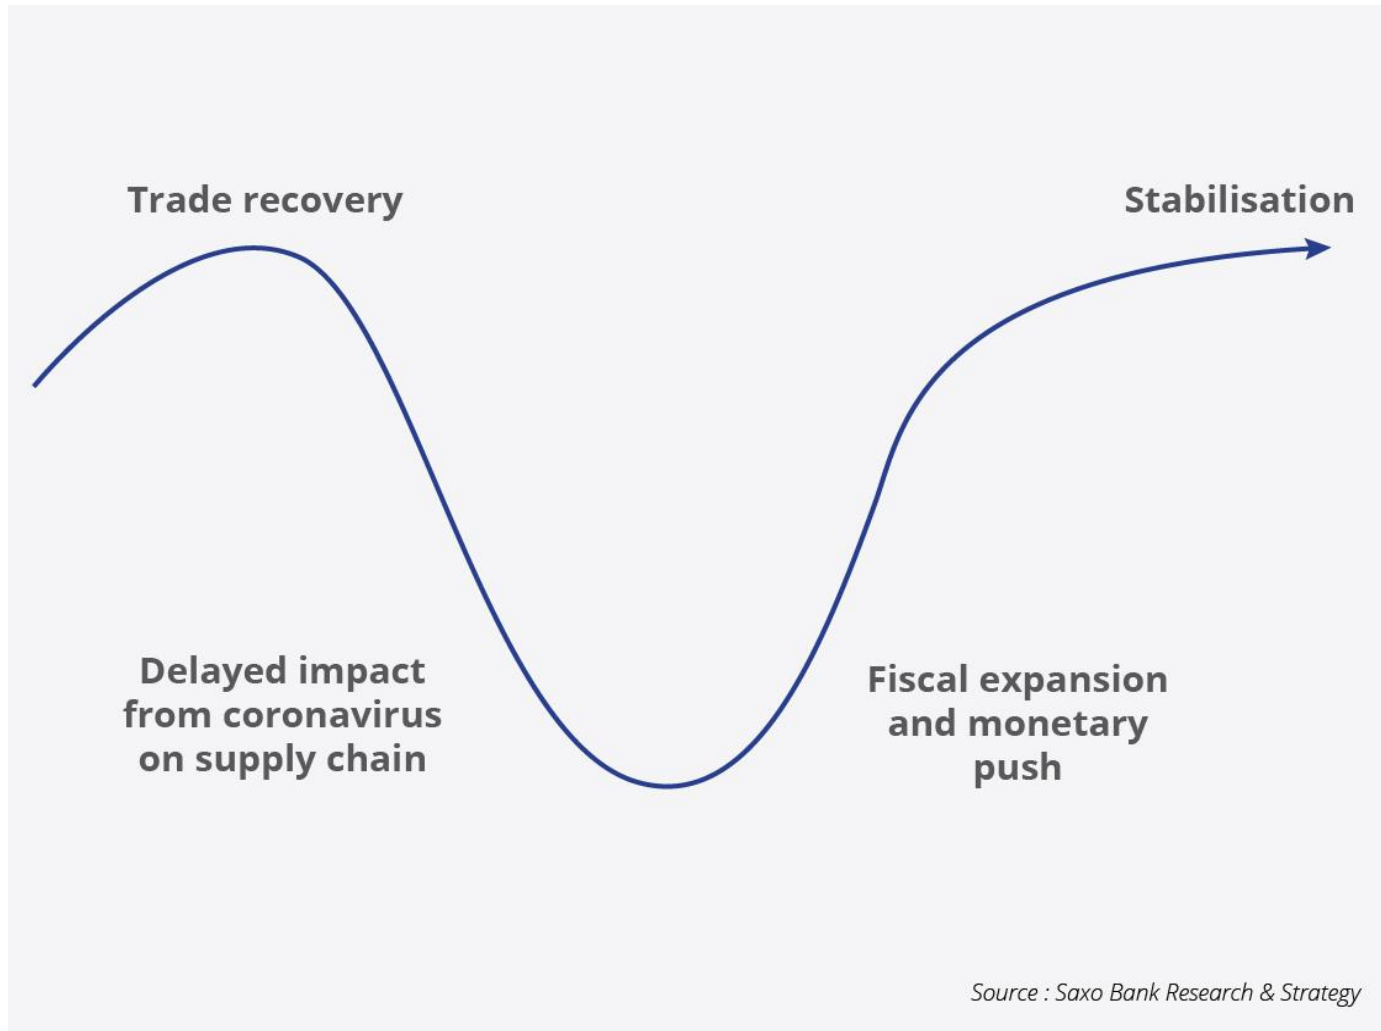 Trade recovery
Stabilisation
Delayed impact
from coronavirus
on supply chain
Fiscal expansion
and monetary
push
Source : Saxo Bank Research & Strategy